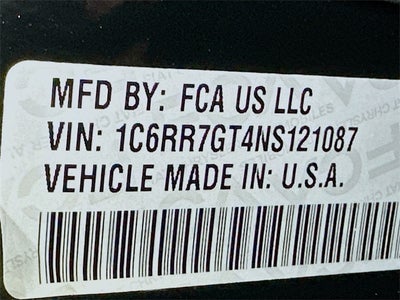 MFD BY: FCA US LLC
VIN: 1C6RR7GT4NS121087
VEHICLE MADE IN: U.S.A.